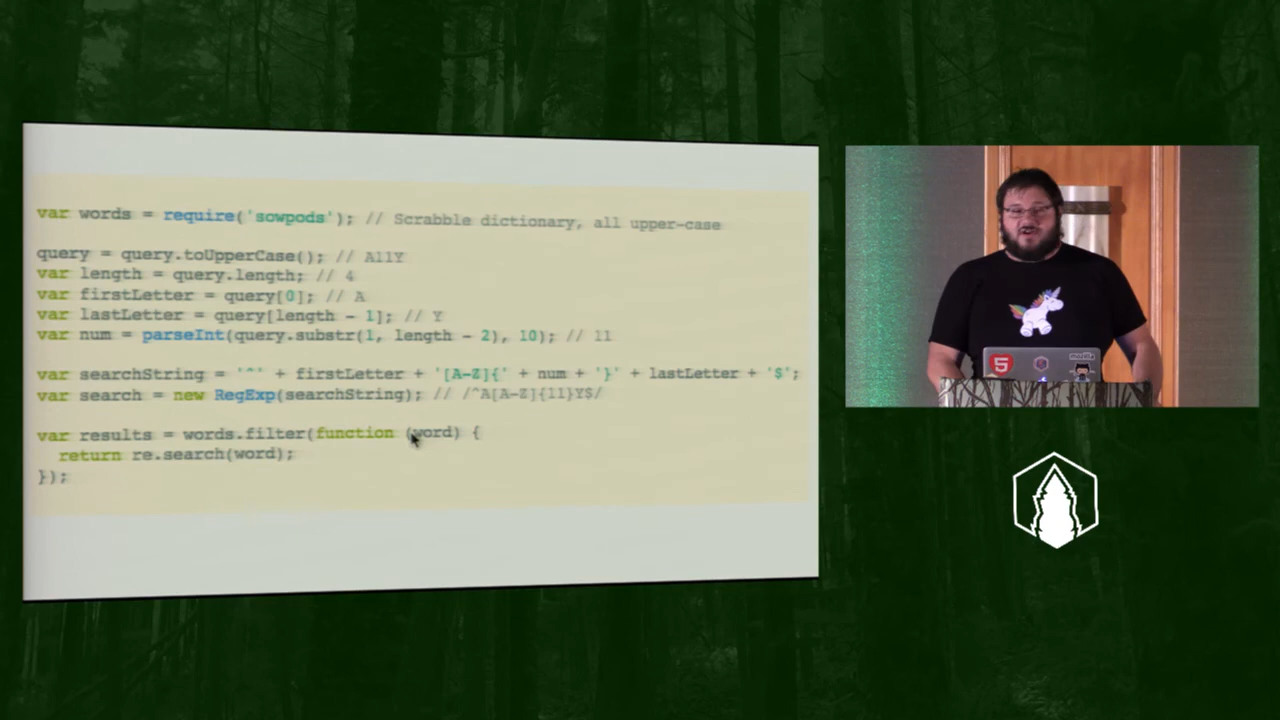 var words = require('sowpods'); // Scrabble dictionary, all upper-case
query = query.toUpperCase(); // A11Y
var length = query.length; // 4
var firstLetter = query[0]; // A
var lastLetter = query[length - 1]; // Y
var num = parseInt(query.substr(1, length - 2), 10); // 11
var searchString = '^' + firstLetter + '[A-Z]{' + num + '}' + lastLetter + '$';
var search = new RegExp(searchString); // /^A[A-Z]{11}Y$/
var results = words.filter(function (word) {
return re.search(word);
});
5
mozilla